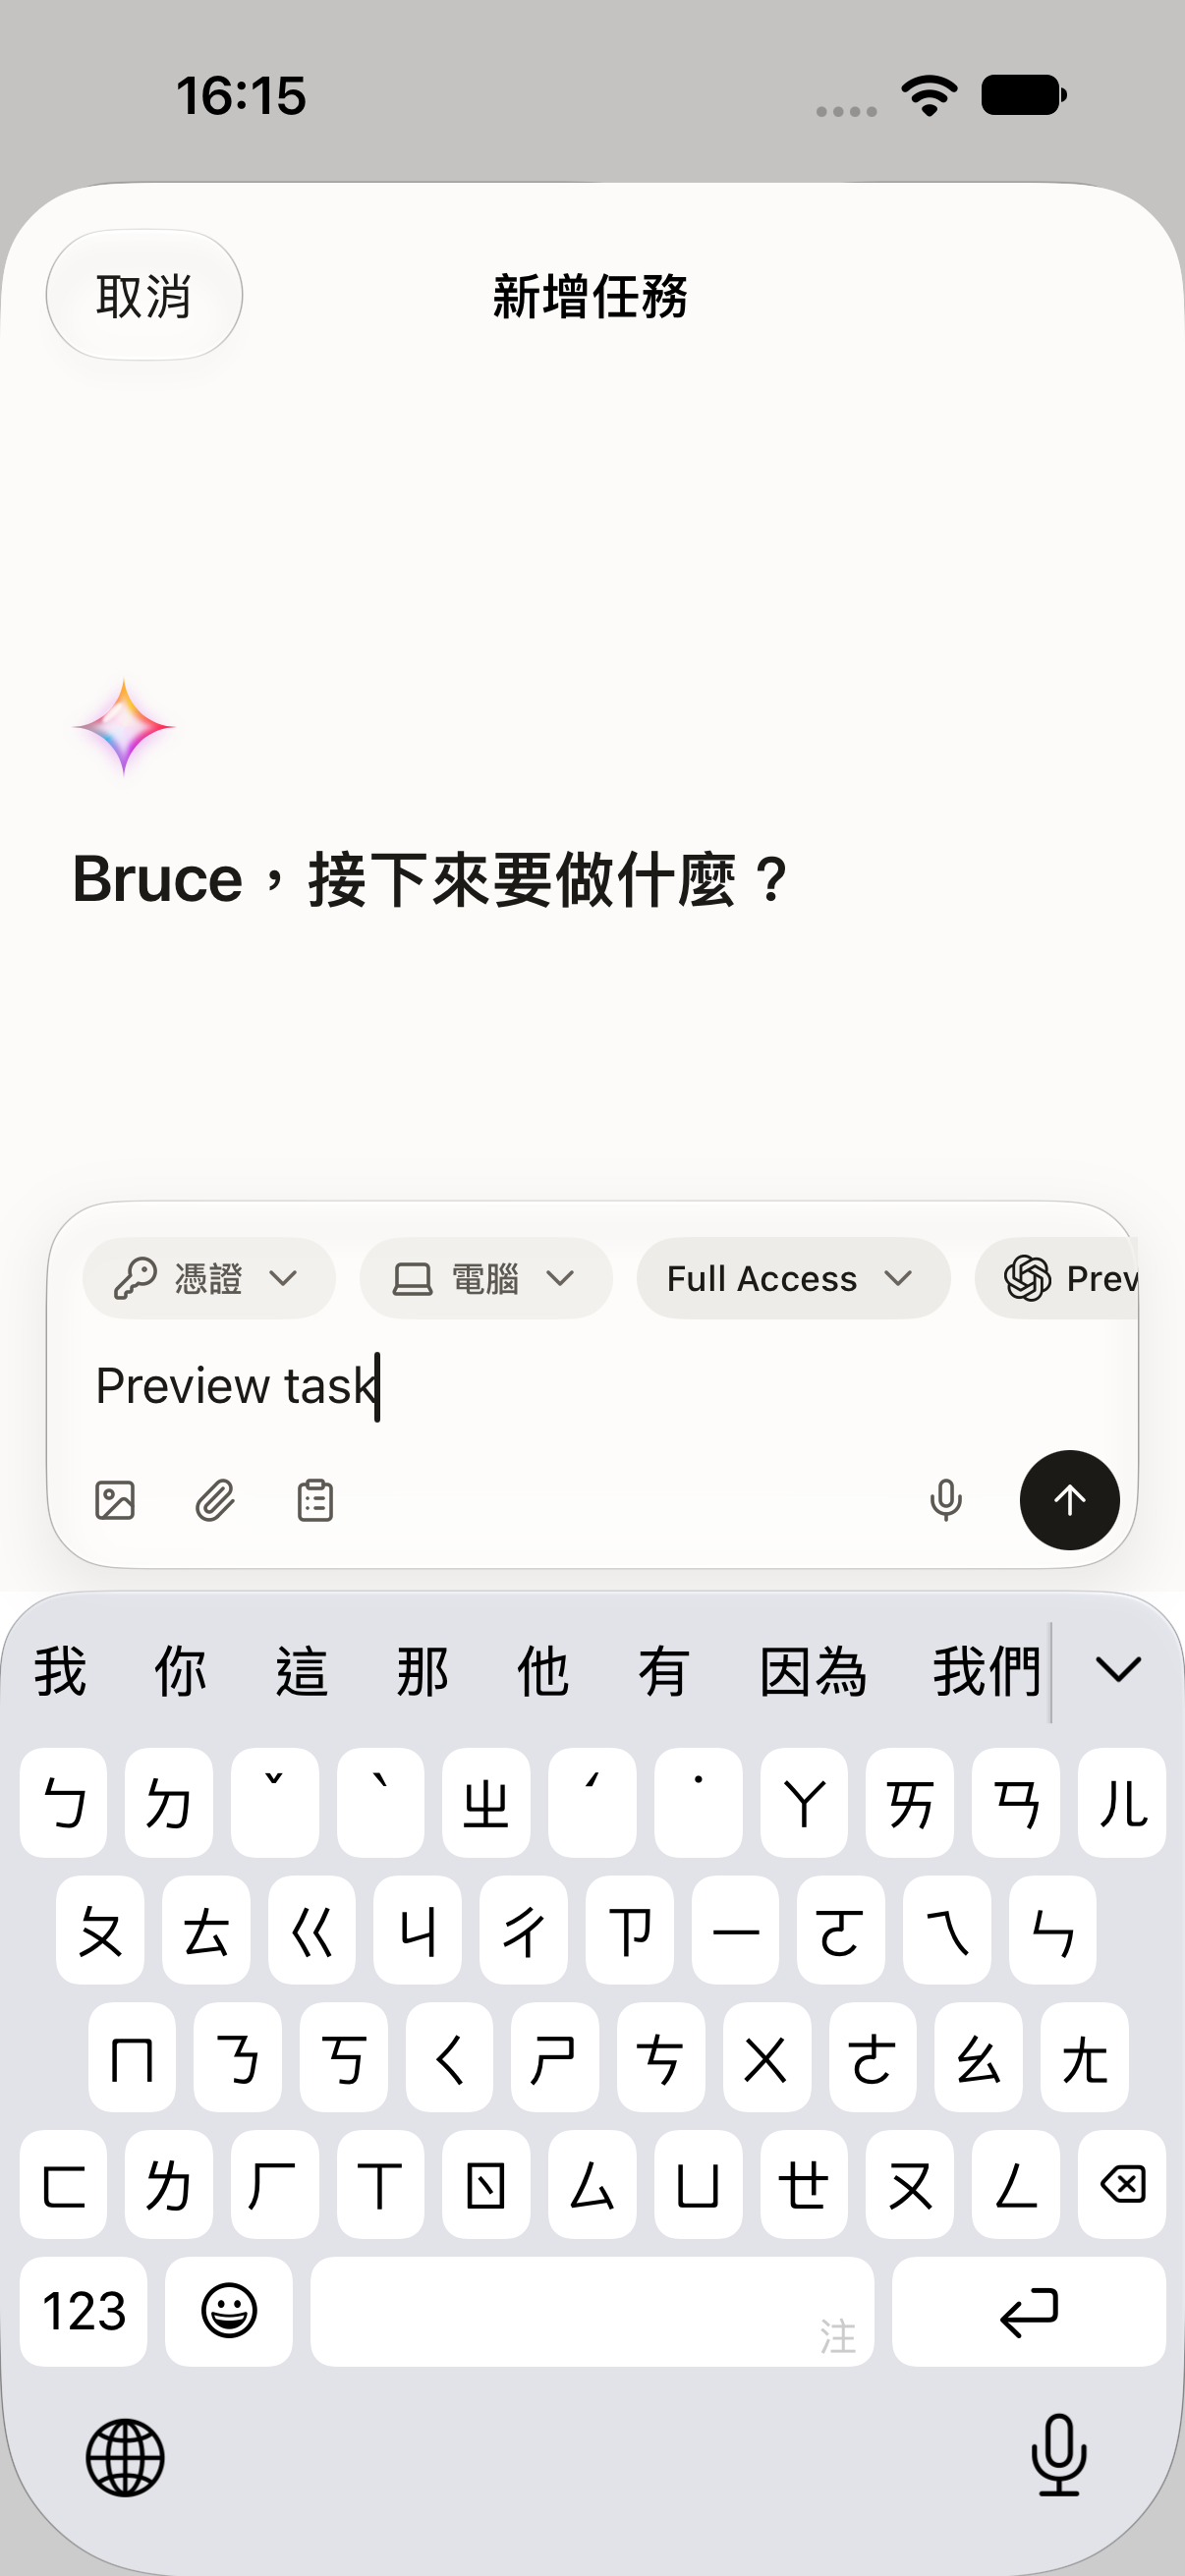 16:15
取消
新增任務
Bruce，接下來要做什麼？
憑證
電腦
Full Access
Prev
Preview task
我 你 這 那 他 有 因為 我們
ㄅ ㄉ ˇ ˋ ㄓ ˊ ˙ ㄚ ㄞ ㄢ ㄦ
ㄆ ㄊ ㄍ ㄐ ㄔ ㄗ ㄧ ㄛ ㄟ ㄣ
ㄇ ㄋ ㄎ ㄑ ㄕ ㄘ ㄨ ㄜ ㄠ ㄤ
ㄈ ㄌ ㄏ ㄒ ㄖ ㄙ ㄩ ㄝ ㄡ ㄥ
123
注